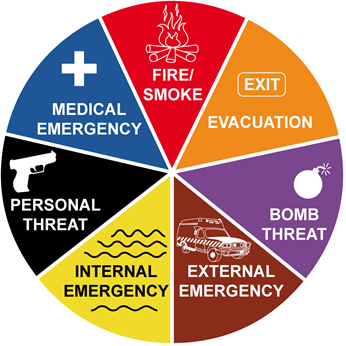 FIRE/
SMOKE
EXIT
EVACUATION
BOMB
THREAT
EXTERNAL
EMERGENCY
INTERNAL
EMERGENCY
PERSONAL
THREAT
MEDICAL
EMERGENCY